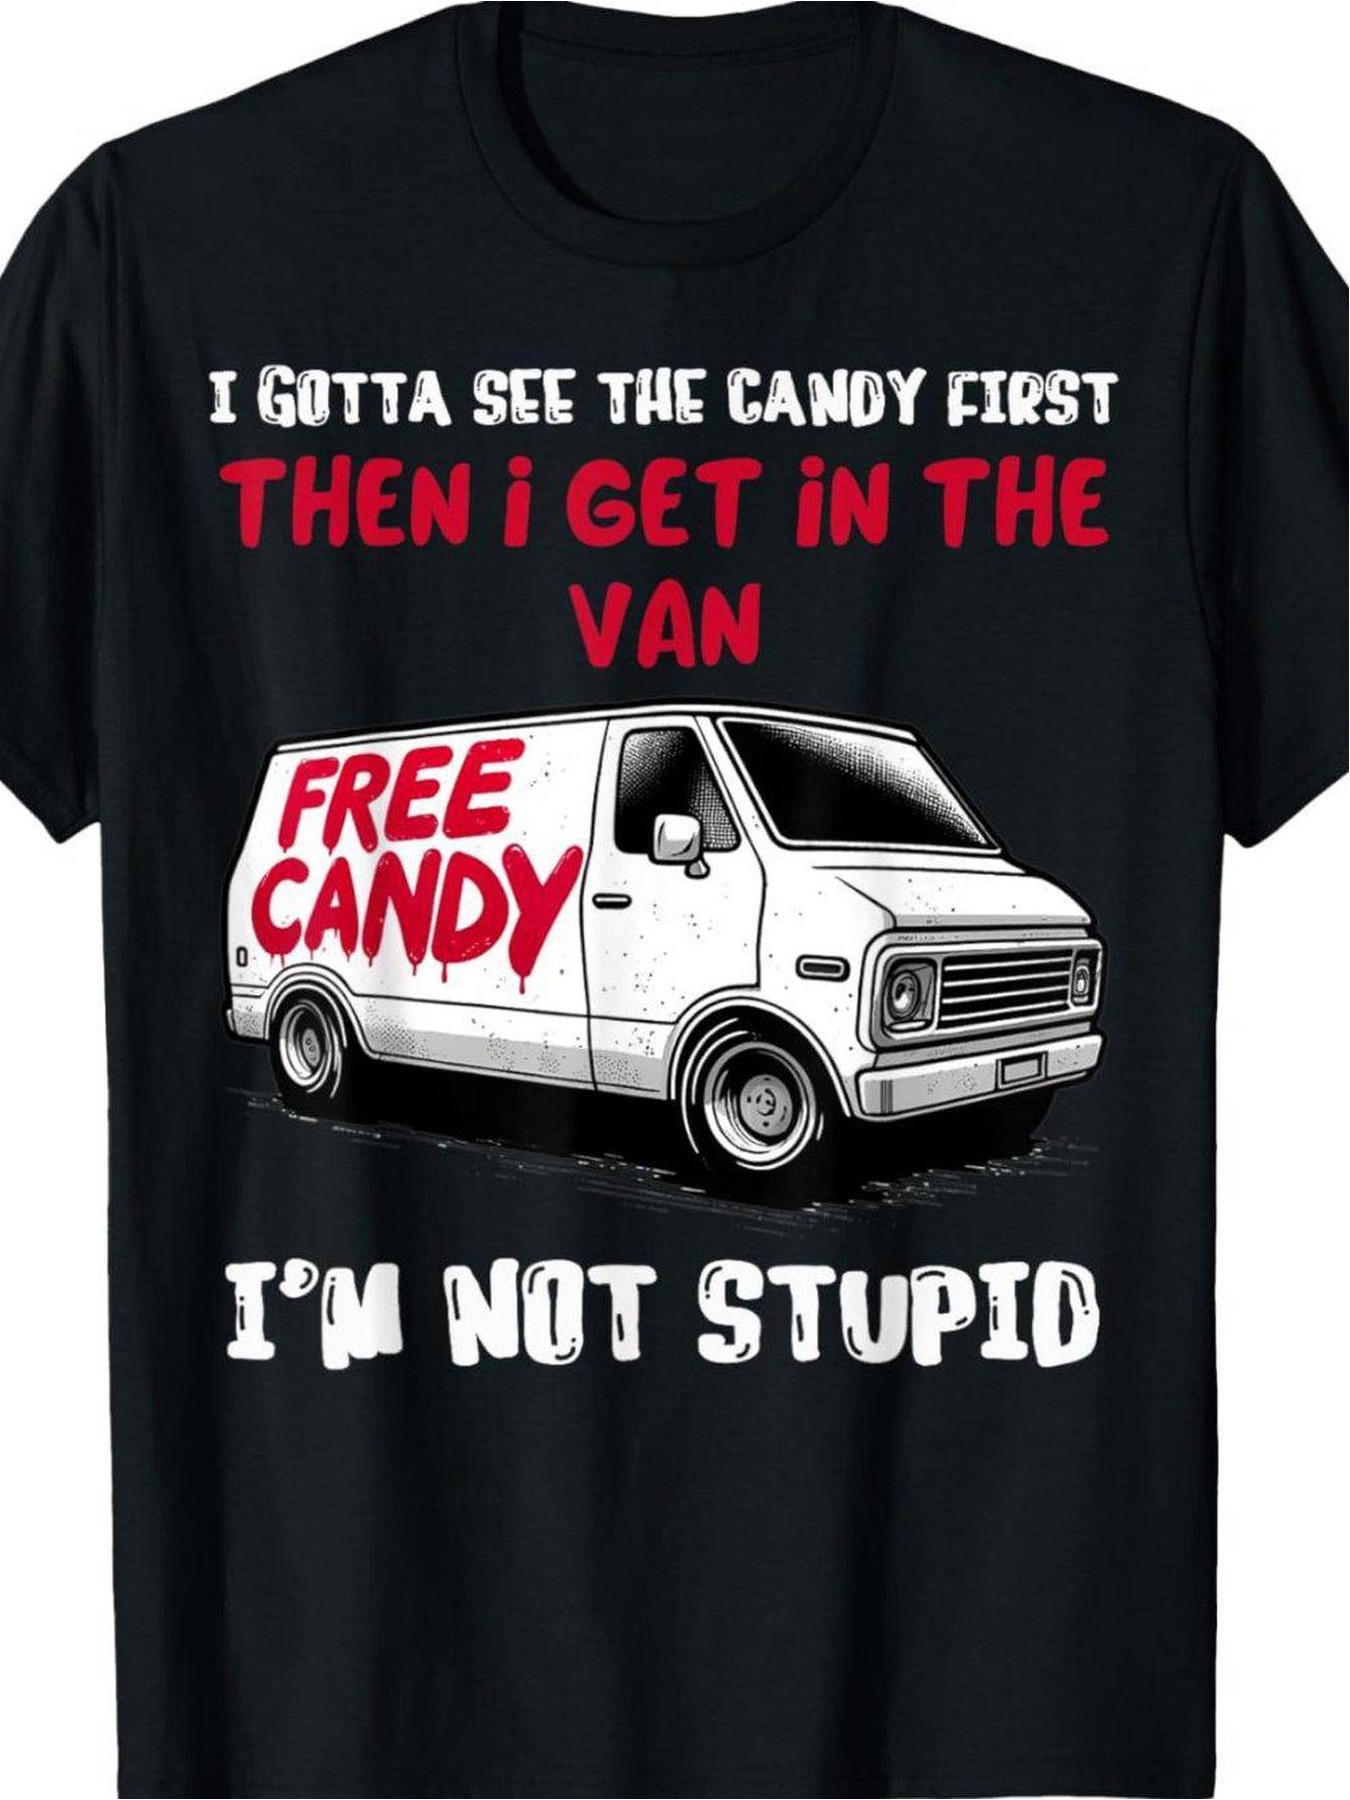 I GOTTA SEE THE CANDY FIRST
THEN i GET iN THE
VAN
FREE
CANDY
I'M NOT STUPID